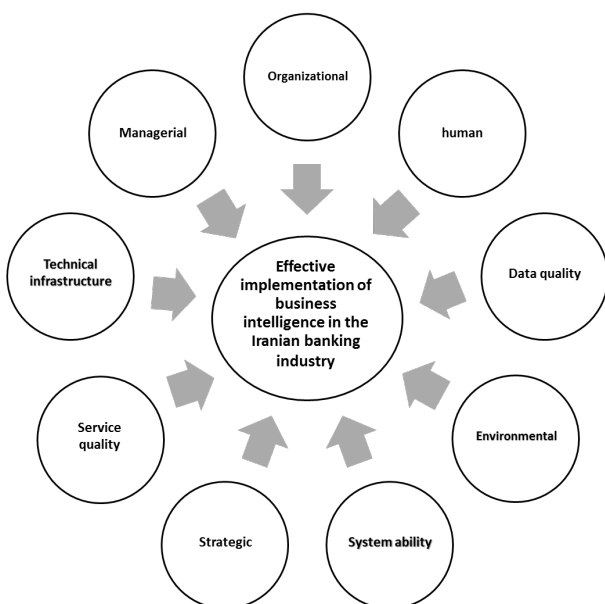 Organizational
Managerial
human
Technical
infrastructure
Effective
implementation of
business
intelligence in the
Iranian banking
industry
Data quality
Service
quality
Environmental
Strategic
System ability